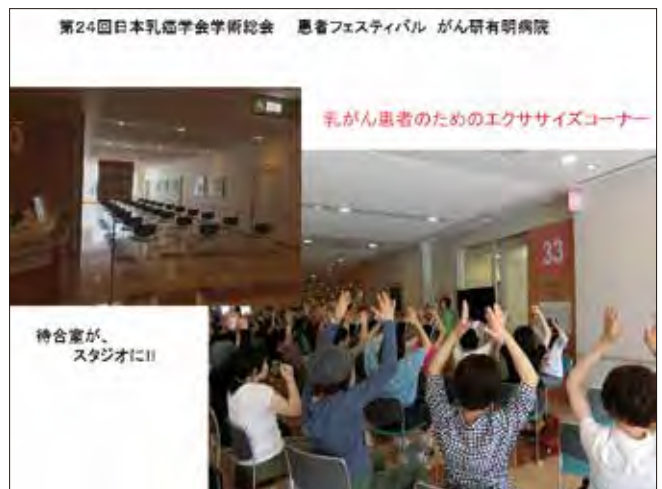 第24回日本乳癌学会学術総会　患者フェスティバル がん研有明病院
乳がん患者のためのエクササイズコーナー
33
待合室が、
スタジオに!!